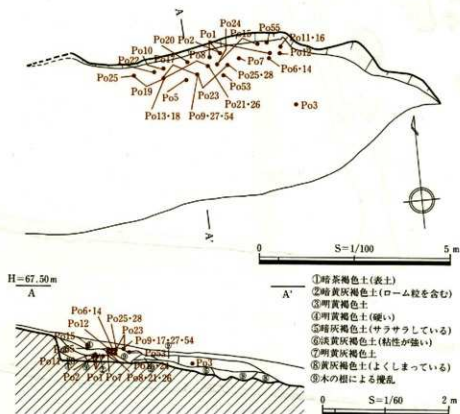 A
Po24
Po1
Po15
Po55
Po20
Po2
Po11・16
Po10
Po17
Po8
Po12
Po22
Po7
Po6・14
Po25
Po25・28
Po19
Po53
Po5
Po23
Po21・26
Po3
Po13・18
Po9・27・54
A'
0
S=1/100
5 m
H=67.50m
A
A'
①暗茶褐色土(表土)
②暗黄灰褐色土(ローム粒を含む)
③明黄褐色土
④明黄褐色土(硬い)
⑤暗灰褐色土(サラサラしている)
⑥淡黄灰褐色土(粘性が強い)
⑦明黄褐色土
⑧黄灰褐色土(よくしまっている)
⑨木の根による攪乱
Po6・14
Po25・28
Po12
Po23
Po15
Po9・17・27・54
Po53
Po3
Po2
Po1
Po7
Po8・21・26
0
S=1/60
2 m